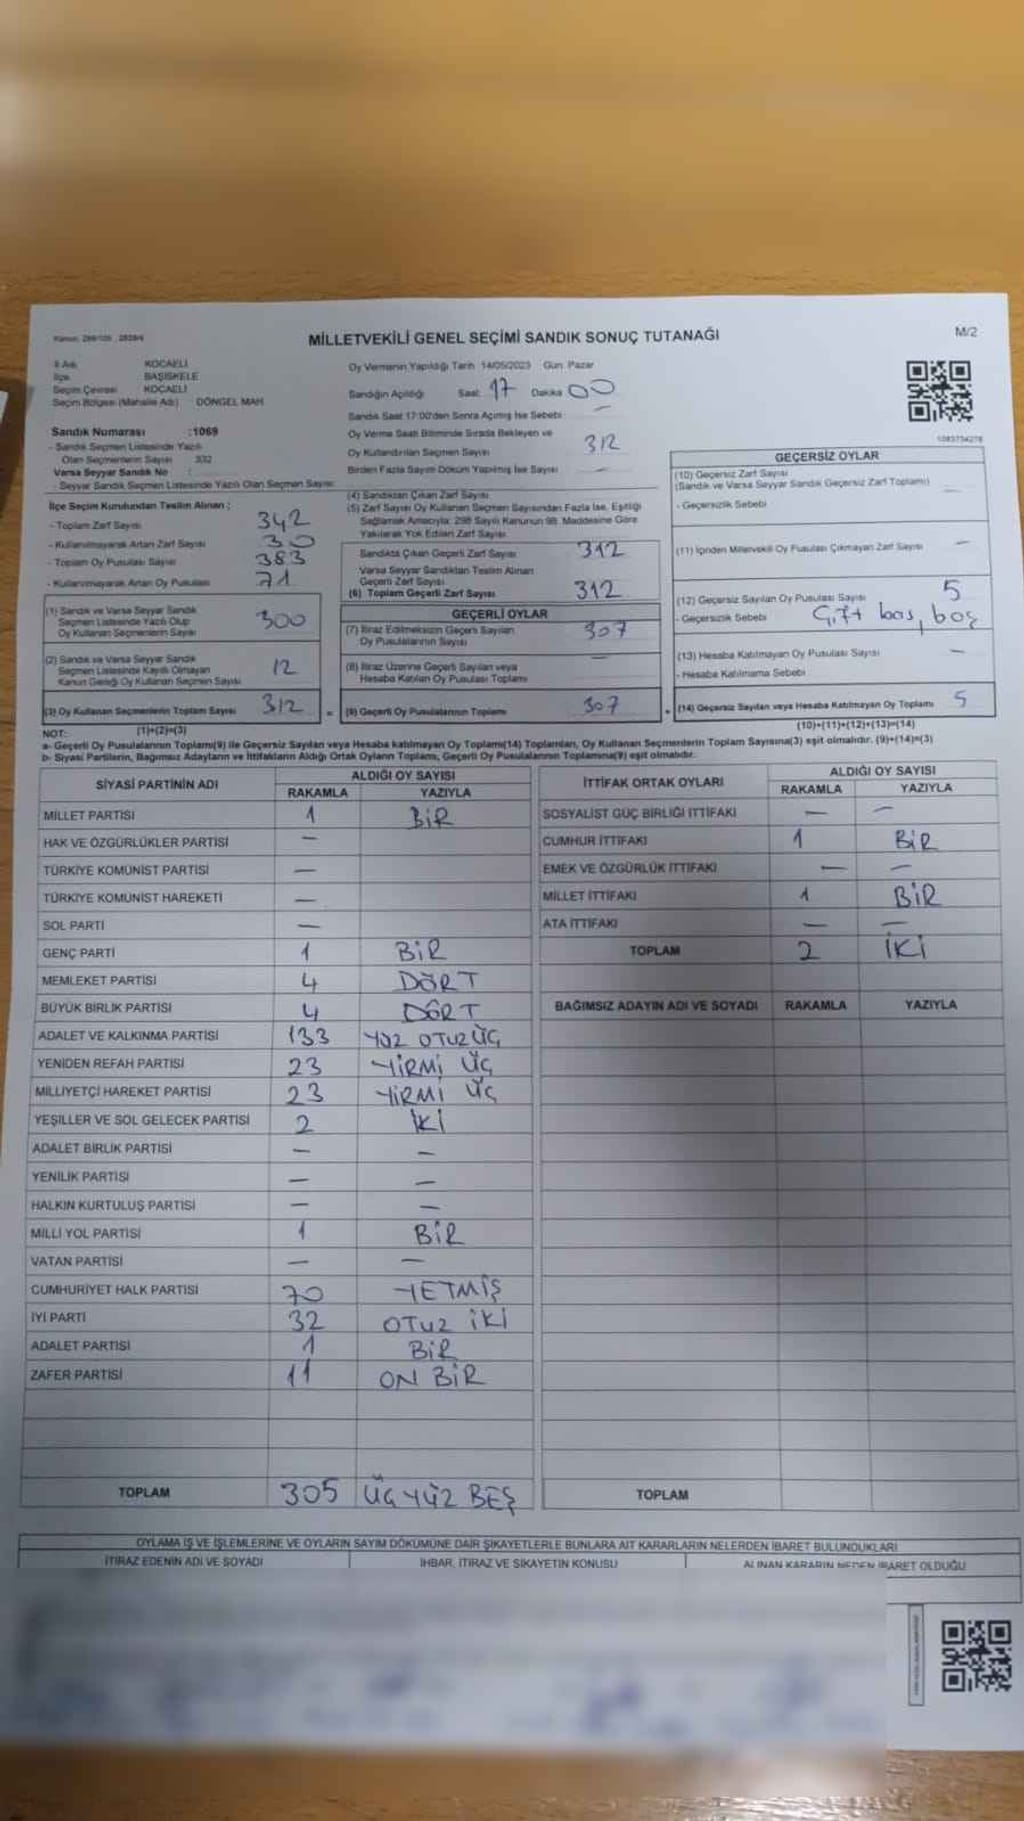 Kanun: 298/105 2839/4
MİLLETVEKİLİ GENEL SEÇİMİ SANDIK SONUÇ TUTANAĞI
M/2
İl Adı KOCAELİ
İlçe BAŞİSKELE
Seçim Çevresi KOCAELİ
Seçim Bölgesi (Mahalle Adı) DÖNGEL MAH.
Oy Vermenin Yapıldığı Tarih 14/05/2023 Gün Pazar
Sandığın Açıldığı Saat 17 Dakika 00
Sandık Saat 17:00'den Sonra Açılmış İse Sebebi –
Oy Verme Saati Bitiminde Sırada Bekleyen ve
Oy Kullandırılan Seçmen Sayısı 312
Birden Fazla Sayım Döküm Yapılmış İse Sayısı –
Sandık Numarası :1069
- Sandık Seçmen Listesinde Yazılı
Olan Seçmenlerin Sayısı 332
Varsa Seyyar Sandık No :
Seyyar Sandık Seçmen Listesinde Yazılı Olan Seçmen Sayısı
İlçe Seçim Kurulundan Teslim Alınan ;
- Toplam Zarf Sayısı 342
- Kullanılmayarak Artan Zarf Sayısı 30
- Toplam Oy Pusulası Sayısı 383
- Kullanılmayarak Artan Oy Pusulası 71
(1) Sandık ve Varsa Seyyar Sandık
Seçmen Listesinde Yazılı Olup
Oy Kullanan Seçmenlerin Sayısı 300
(2) Sandık ve Varsa Seyyar Sandık
Seçmen Listesinde Kayıtlı Olmayan
Kanun Gereği Oy Kullanan Seçmen Sayısı 12
(3) Oy Kullanan Seçmenlerin Toplam Sayısı 312
(1)+(2)=(3)
(4) Sandıktan Çıkan Zarf Sayısı
(5) Zarf Sayısı Oy Kullanan Seçmen Sayısından Fazla İse, Eşitliği
Sağlamak Amacıyla; 298 Sayılı Kanunun 98. Maddesine Göre
Yakılarak Yok Edilen Zarf Sayısı
Sandıkta Çıkan Geçerli Zarf Sayısı 312
Varsa Seyyar Sandıktan Teslim Alınan
Geçerli Zarf Sayısı
(6) Toplam Geçerli Zarf Sayısı 312
GEÇERLİ OYLAR
(7) İtiraz Edilmeksizin Geçerli Sayılan
Oy Pusulalarının Sayısı 307
(8) İtiraz Üzerine Geçerli Sayılan veya
Hesaba Katılan Oy Pusulası Toplamı –
= (9) Geçerli Oy Pusulalarının Toplamı 307
1083734278
GEÇERSİZ OYLAR
(10) Geçersiz Zarf Sayısı
(Sandık ve Varsa Seyyar Sandık Geçersiz Zarf Toplamı) –
- Geçersizlik Sebebi
(11) İçinden Milletvekili Oy Pusulası Çıkmayan Zarf Sayısı –
(12) Geçersiz Sayılan Oy Pusulası Sayısı 5
- Geçersizlik Sebebi Çift bas, boş
(13) Hesaba Katılmayan Oy Pusulası Sayısı –
- Hesaba Katılmama Sebebi
+ (14) Geçersiz Sayılan veya Hesaba Katılmayan Oy Toplamı 5
(10)+(11)+(12)+(13)=(14)
NOT:
a- Geçerli Oy Pusulalarının Toplamı(9) ile Geçersiz Sayılan veya Hesaba katılmayan Oy Toplamı(14) Toplamları, Oy Kullanan Seçmenlerin Toplam Sayısına(3) eşit olmalıdır. (9)+(14)=(3)
b- Siyasi Partilerin, Bağımsız Adayların ve İttifakların Aldığı Ortak Oyların Toplamı, Geçerli Oy Pusulalarının Toplamına(9) eşit olmalıdır.
SİYASİ PARTİNİN ADI ALDIĞI OY SAYISI
RAKAMLA YAZIYLA
MİLLET PARTİSİ 1 BİR
HAK VE ÖZGÜRLÜKLER PARTİSİ –
TÜRKİYE KOMÜNİST PARTİSİ –
TÜRKİYE KOMÜNİST HAREKETİ –
SOL PARTİ –
GENÇ PARTİ 1 BİR
MEMLEKET PARTİSİ 4 DÖRT
BÜYÜK BİRLİK PARTİSİ 4 DÖRT
ADALET VE KALKINMA PARTİSİ 133 YÜZ OTUZ ÜÇ
YENİDEN REFAH PARTİSİ 23 YİRMİ ÜÇ
MİLLİYETÇİ HAREKET PARTİSİ 23 YİRMİ ÜÇ
YEŞİLLER VE SOL GELECEK PARTİSİ 2 İKİ
ADALET BİRLİK PARTİSİ – –
YENİLİK PARTİSİ – –
HALKIN KURTULUŞ PARTİSİ – –
MİLLİ YOL PARTİSİ 1 BİR
VATAN PARTİSİ – –
CUMHURİYET HALK PARTİSİ 70 YETMİŞ
İYİ PARTİ 32 OTUZ İKİ
ADALET PARTİSİ 1 BİR
ZAFER PARTİSİ 11 ON BİR
TOPLAM 305 ÜÇ YÜZ BEŞ
İTTİFAK ORTAK OYLARI ALDIĞI OY SAYISI
RAKAMLA YAZIYLA
SOSYALİST GÜÇ BİRLİĞİ İTTİFAKI – –
CUMHUR İTTİFAKI 1 BİR
EMEK VE ÖZGÜRLÜK İTTİFAKI – –
MİLLET İTTİFAKI 1 BİR
ATA İTTİFAKI – –
TOPLAM 2 İKİ
BAĞIMSIZ ADAYIN ADI VE SOYADI RAKAMLA YAZIYLA
TOPLAM
OYLAMA İŞ VE İŞLEMLERİNE VE OYLARIN SAYIM DÖKÜMÜNE DAİR ŞİKAYETLERLE BUNLARA AİT KARARLARIN NELERDEN İBARET BULUNDUKLARI
İTİRAZ EDENİN ADI VE SOYADI İHBAR, İTİRAZ VE ŞİKAYETİN KONUSU ALINAN KARARIN NEDEN İBARET OLDUĞU